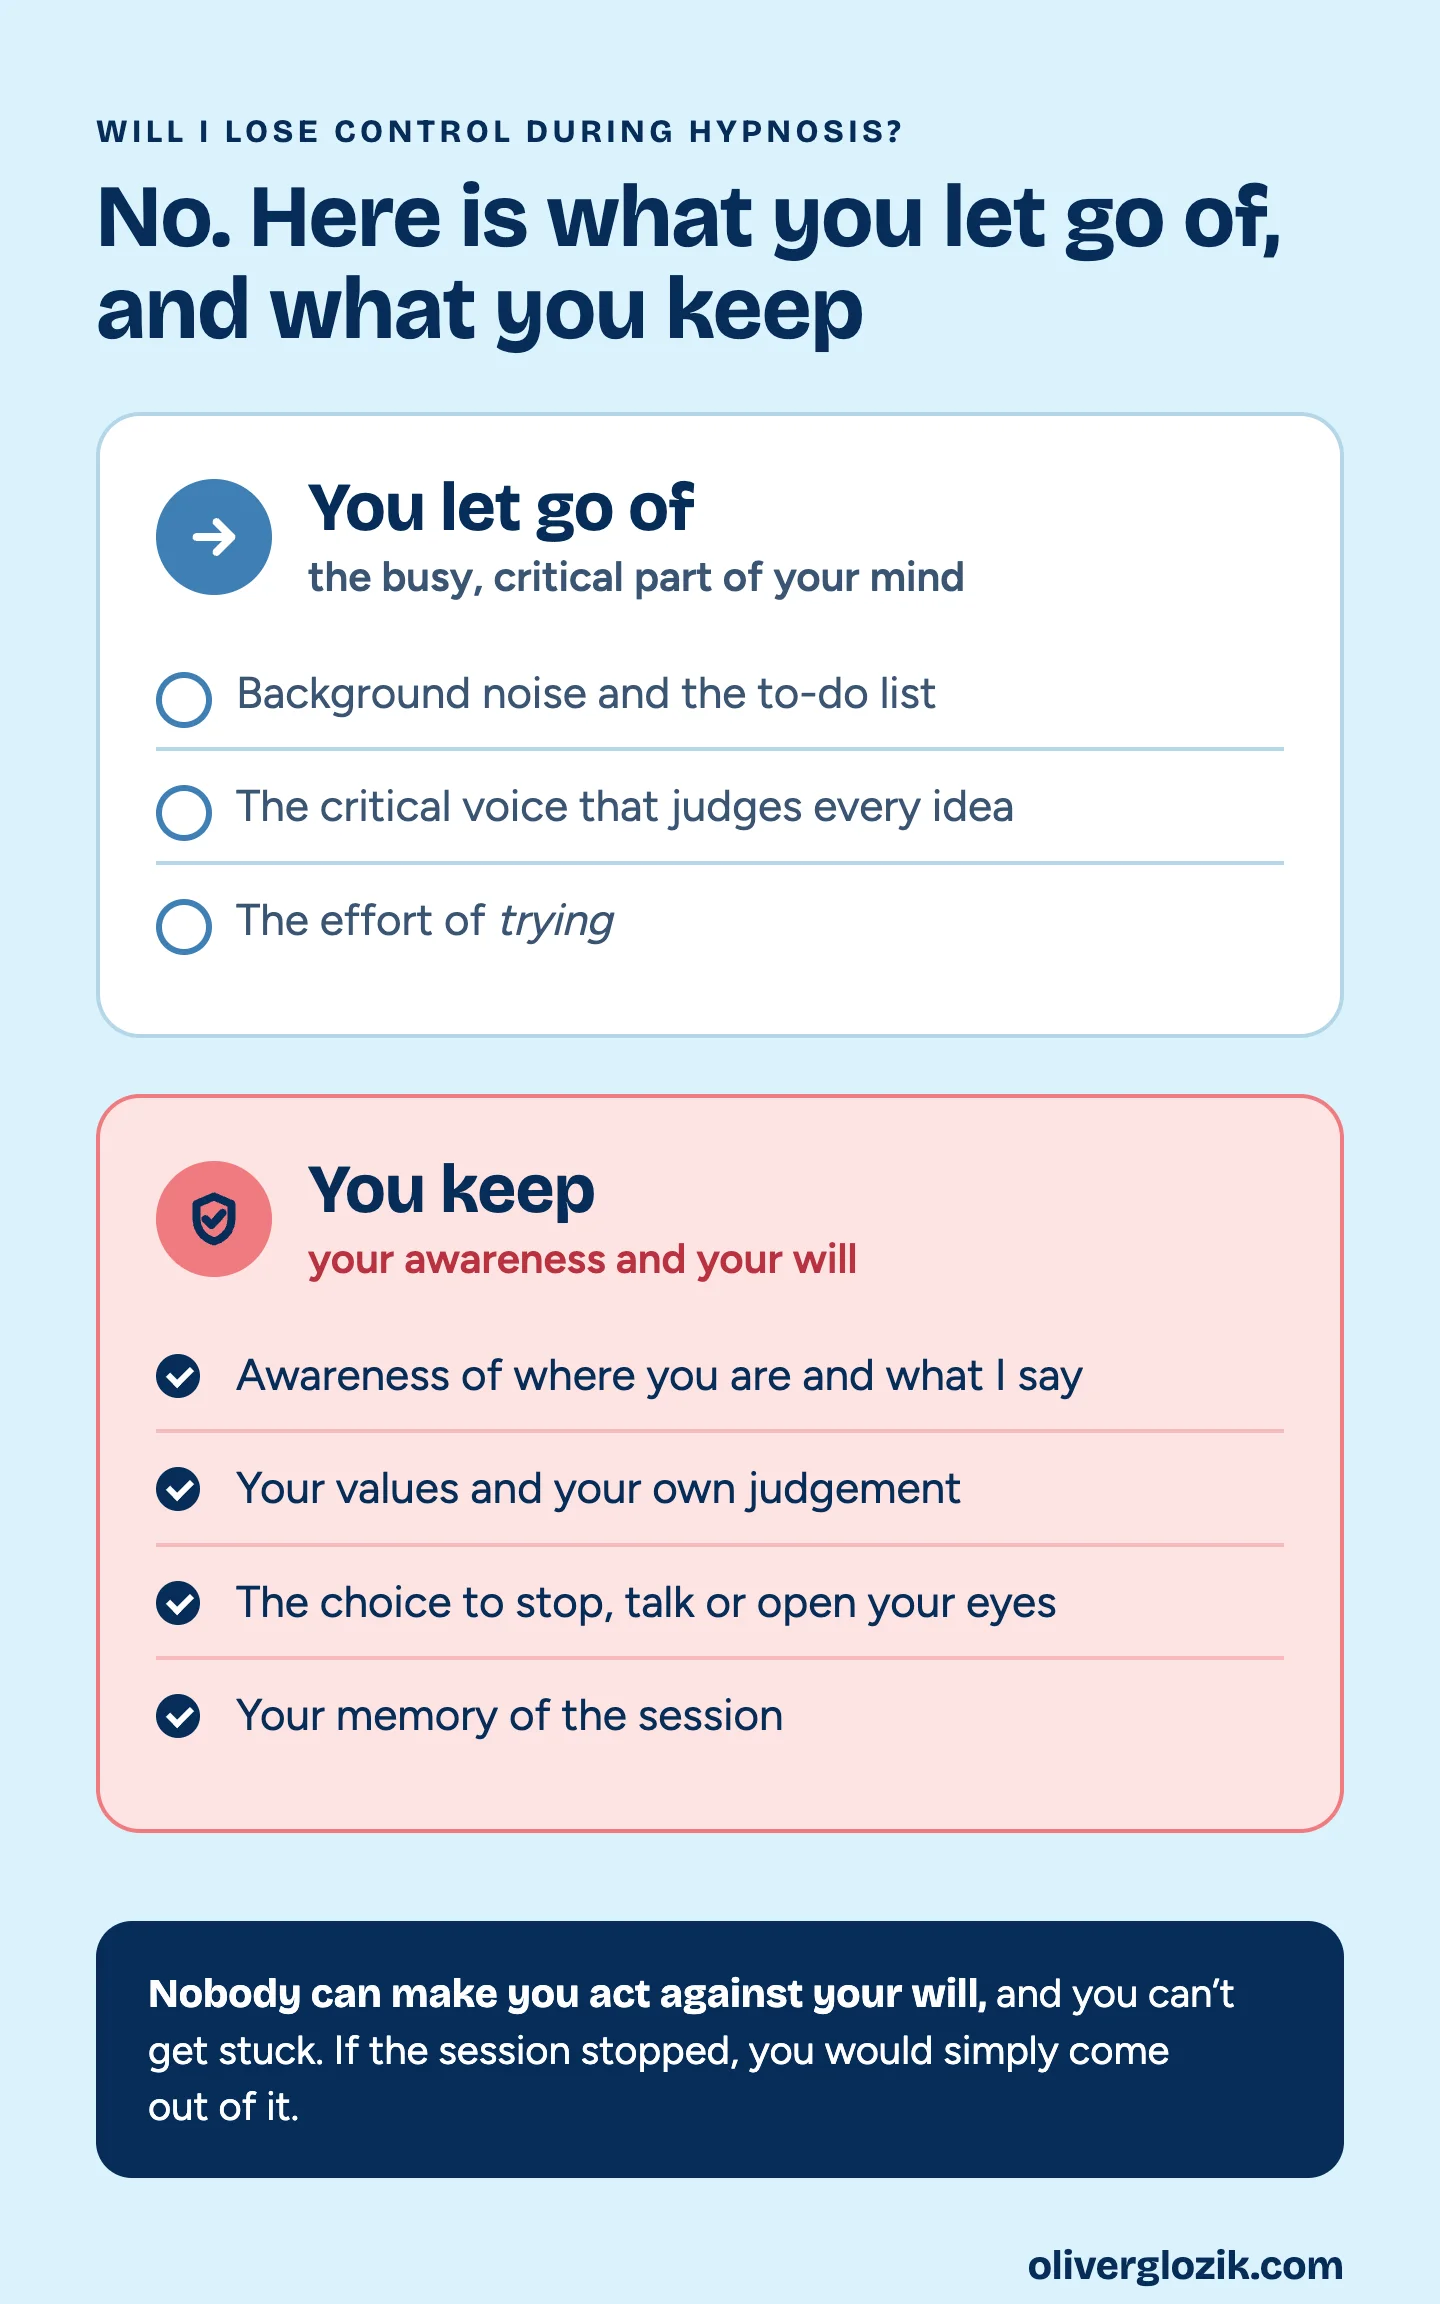 WILL I LOSE CONTROL DURING HYPNOSIS?
No. Here is what you let go of,
and what you keep
You let go of
the busy, critical part of your mind
Background noise and the to-do list
The critical voice that judges every idea
The effort of trying
You keep
your awareness and your will
Awareness of where you are and what I say
Your values and your own judgement
The choice to stop, talk or open your eyes
Your memory of the session
Nobody can make you act against your will, and you can’t
get stuck. If the session stopped, you would simply come
out of it.
oliverglozik.com